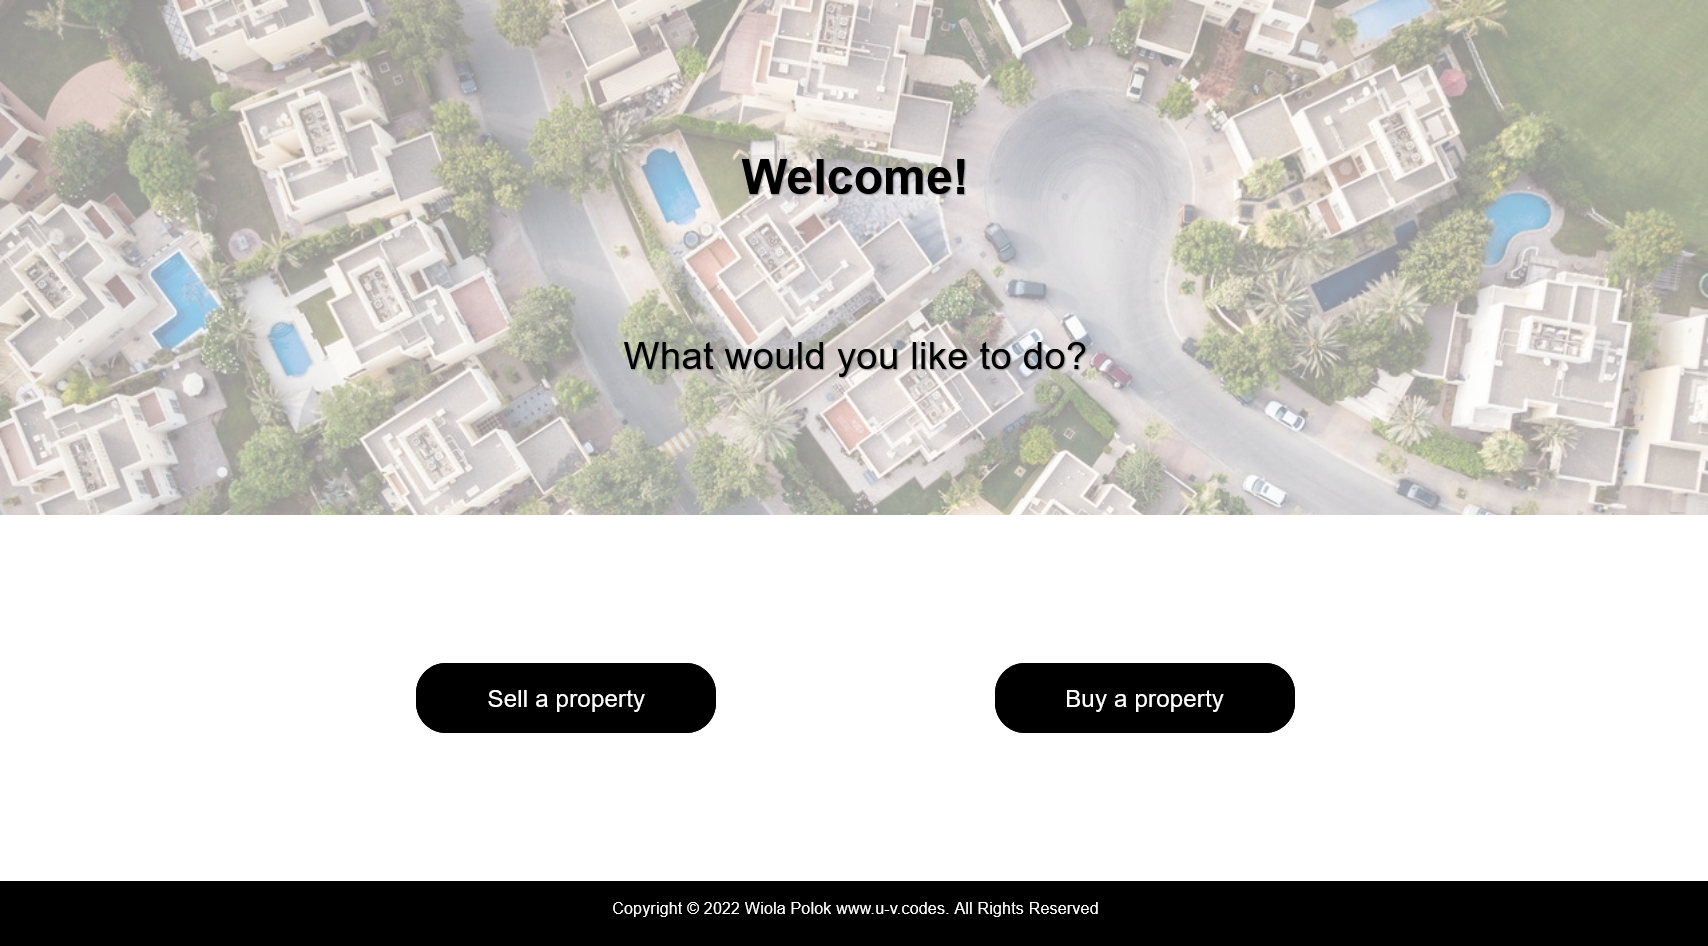 Welcome!
What would you like to do?
Sell a property
Buy a property
Copyright © 2022 Wiola Polok www.u-v.codes. All Rights Reserved